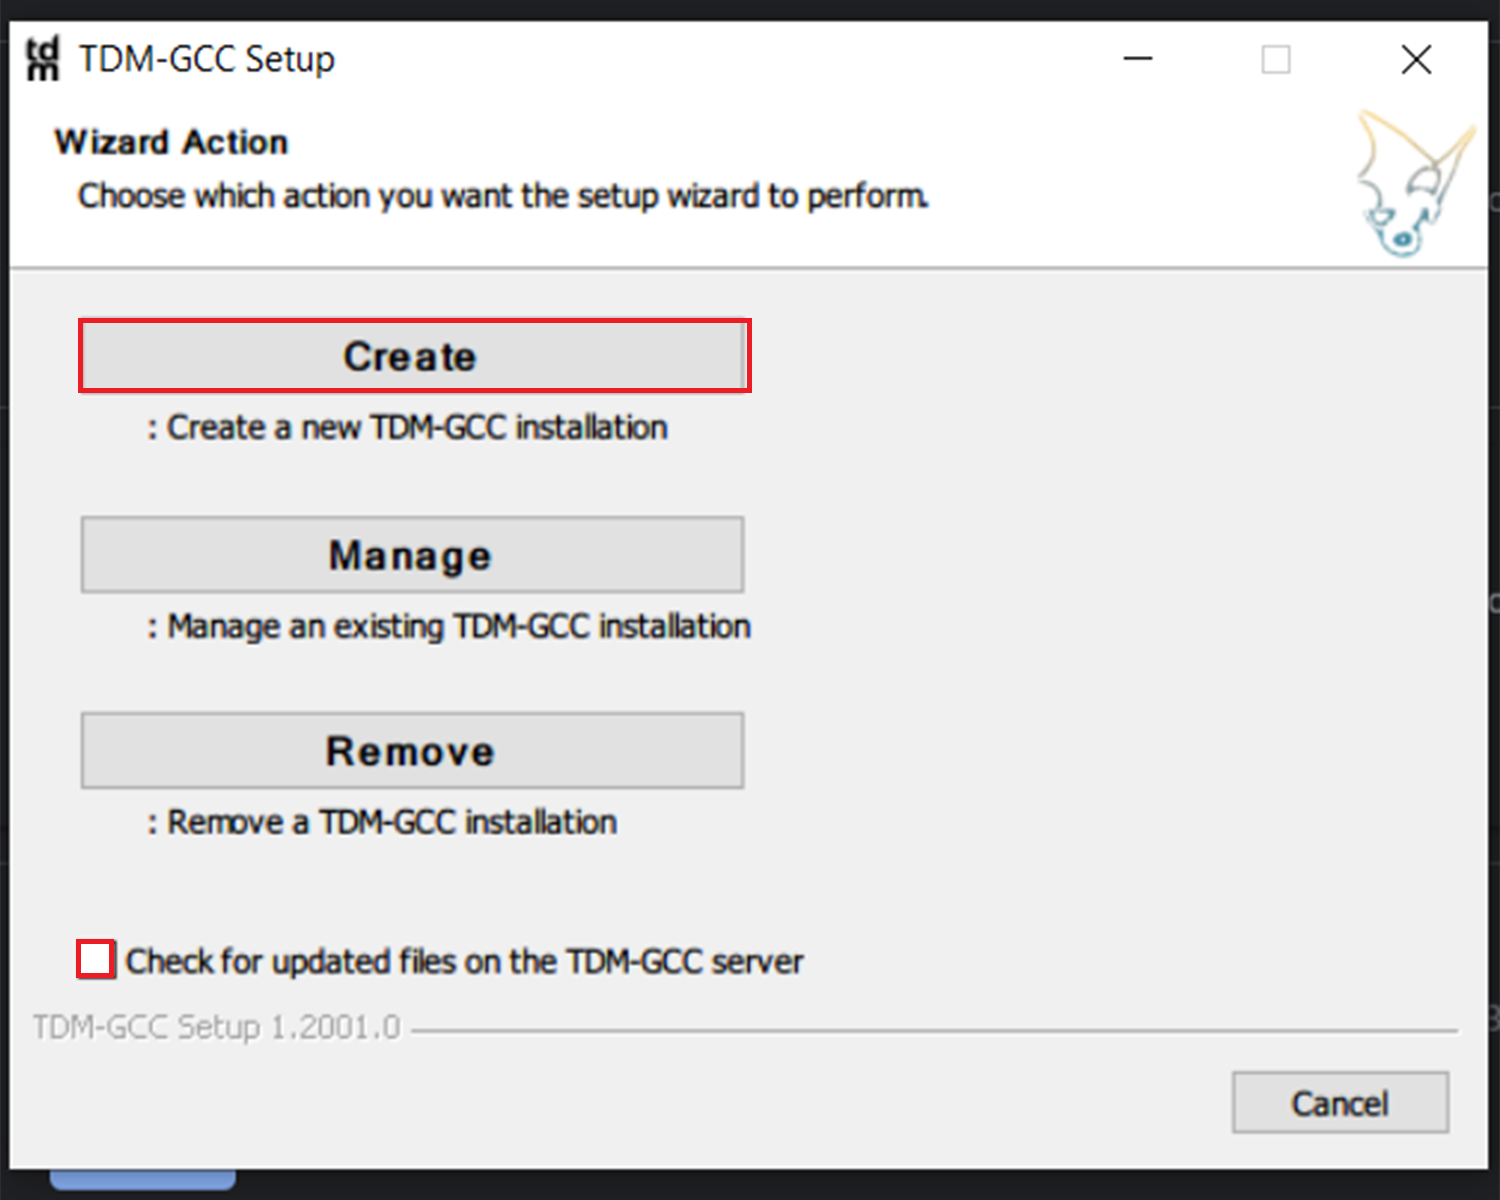 tdm
TDM-GCC Setup
Wizard Action
Choose which action you want the setup wizard to perform.
Create
: Create a new TDM-GCC installation
Manage
: Manage an existing TDM-GCC installation
Remove
: Remove a TDM-GCC installation
Check for updated files on the TDM-GCC server
TDM-GCC Setup 1.2001.0
Cancel